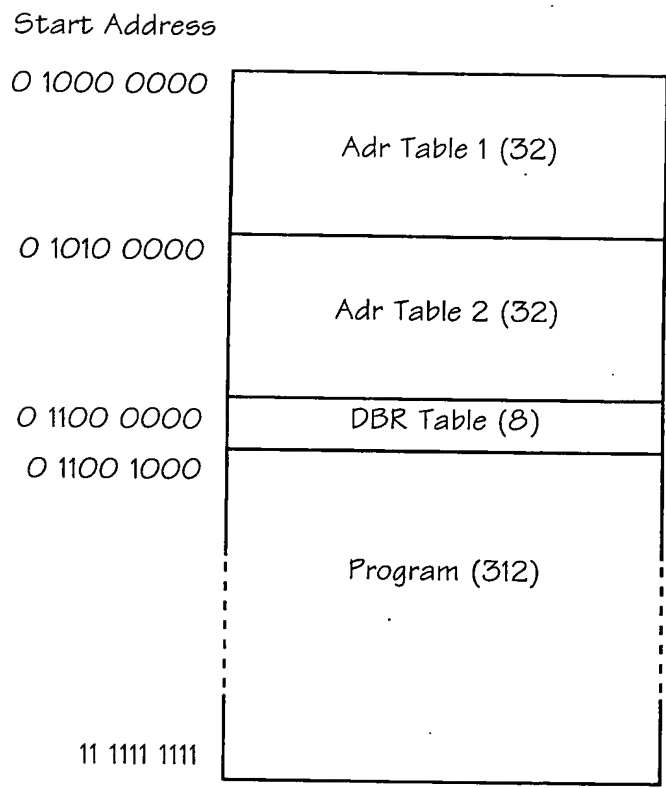 Start Address
0 1000 0000
Adr Table 1 (32)
0 1010 0000
Adr Table 2 (32)
0 1100 0000
DBR Table (8)
0 1100 1000
Program (312)
11 1111 1111